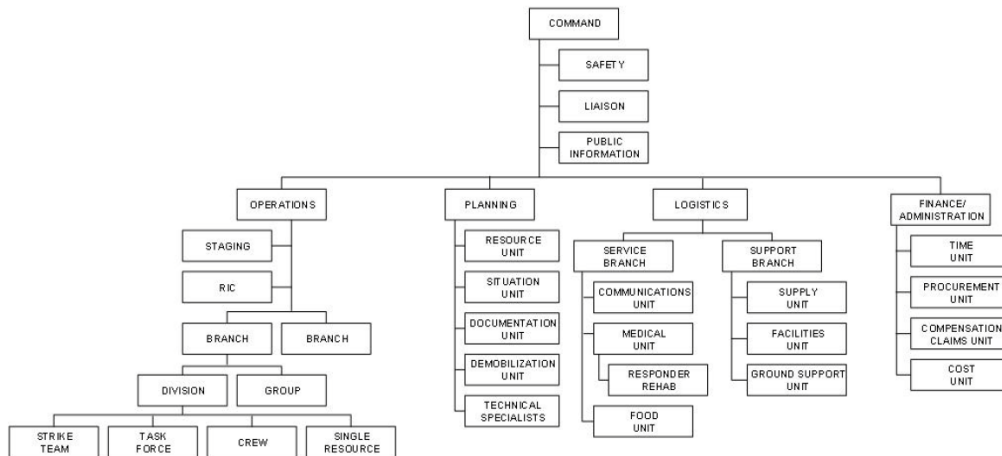 COMMAND
SAFETY
LIAISON
PUBLIC
INFORMATION
OPERATIONS
STAGING
RIC
BRANCH
BRANCH
DIVISION
GROUP
STRIKE
TEAM
TASK
FORCE
CREW
SINGLE
RESOURCE
PLANNING
RESOURCE
UNIT
SITUATION
UNIT
DOCUMENTATION
UNIT
DEMOBILIZATION
UNIT
TECHNICAL
SPECIALISTS
LOGISTICS
SERVICE
BRANCH
COMMUNICATIONS
UNIT
MEDICAL
UNIT
RESPONDER
REHAB
FOOD
UNIT
SUPPORT
BRANCH
SUPPLY
UNIT
FACILITIES
UNIT
GROUND SUPPORT
UNIT
FINANCE/
ADMINISTRATION
TIME
UNIT
PROCUREMENT
UNIT
COMPENSATION
CLAIMS UNIT
COST
UNIT